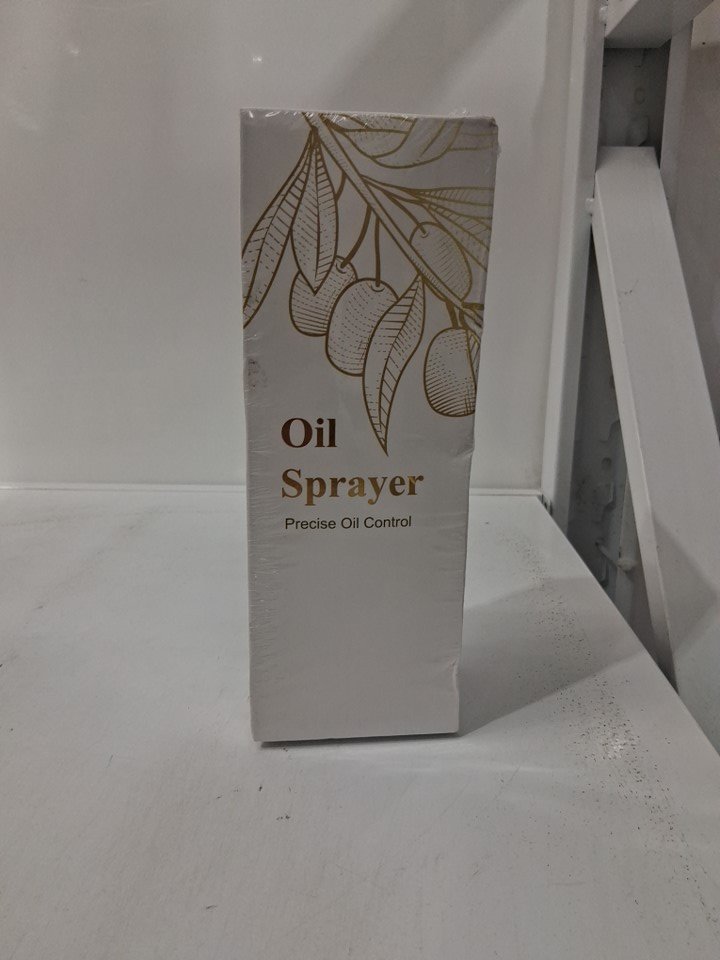 Oil
Sprayer
Precise Oil Control